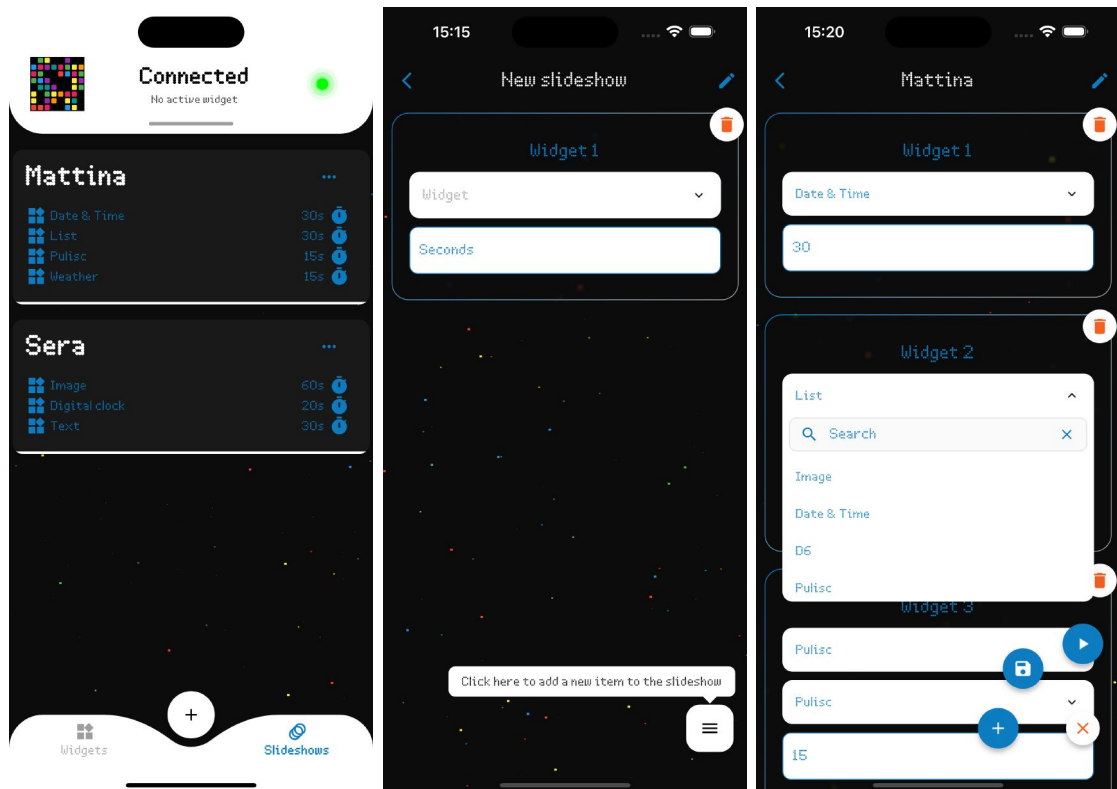 Connected
No active widget
Mattina
Date & Time 30s
List 30s
Pulisc 15s
Weather 15s
Sera
Image 60s
Digital clock 20s
Text 30s
Widgets
Slideshows
15:15
New slideshow
Widget 1
Widget
Seconds
Click here to add a new item to the slideshow
15:20
Mattina
Widget 1
Date & Time
30
Widget 2
List
Search
Image
Date & Time
D6
Pulisc
Widget 3
Pulisc
Pulisc
15